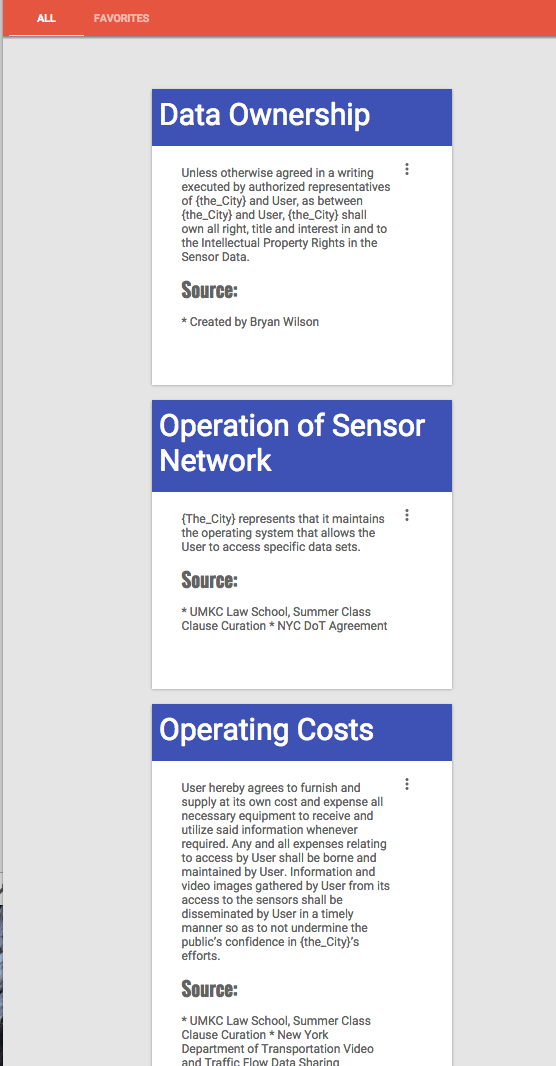 ALL FAVORITES
Data Ownership
Unless otherwise agreed in a writing
executed by authorized representatives
of {the_City} and User, as between
{the_City} and User, {the_City} shall
own all right, title and interest in and to
the Intellectual Property Rights in the
Sensor Data.
Source:
* Created by Bryan Wilson
Operation of Sensor
Network
{The_City} represents that it maintains
the operating system that allows the
User to access specific data sets.
Source:
* UMKC Law School, Summer Class
Clause Curation * NYC DoT Agreement
Operating Costs
User hereby agrees to furnish and
supply at its own cost and expense all
necessary equipment to receive and
utilize said information whenever
required. Any and all expenses relating
to access by User shall be borne and
maintained by User. Information and
video images gathered by User from its
access to the sensors shall be
disseminated by User in a timely
manner so as to not undermine the
public’s confidence in {the_City}’s
efforts.
Source:
* UMKC Law School, Summer Class
Clause Curation * New York
Department of Transportation Video
and Traffic Flow Data Sharing